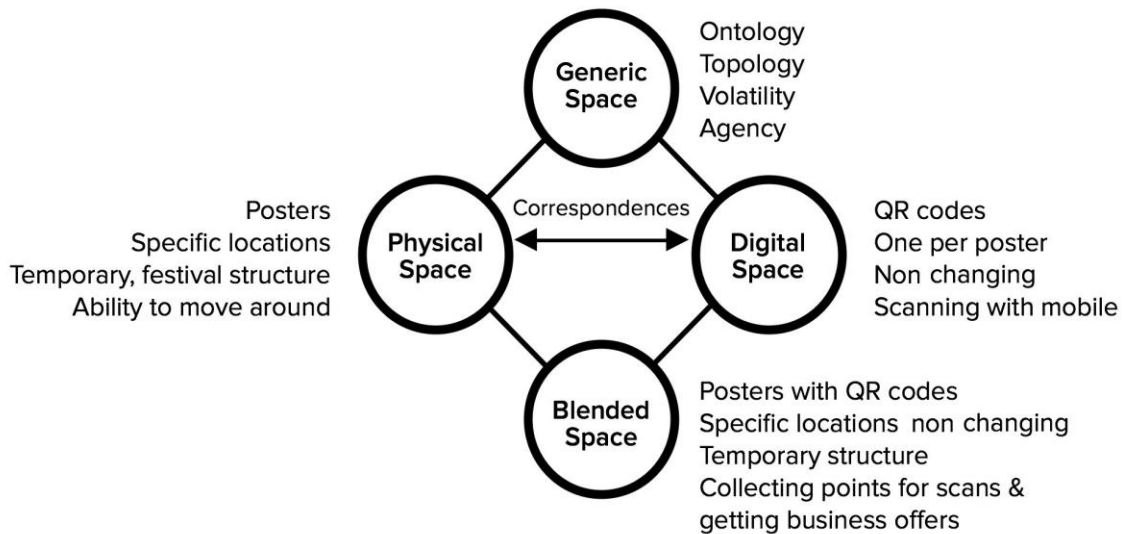 Generic
Space
Ontology
Topology
Volatility
Agency
Posters
Specific locations
Temporary, festival structure
Ability to move around
Physical
Space
Correspondences
Digital
Space
QR codes
One per poster
Non changing
Scanning with mobile
Blended
Space
Posters with QR codes
Specific locations non changing
Temporary structure
Collecting points for scans &
getting business offers